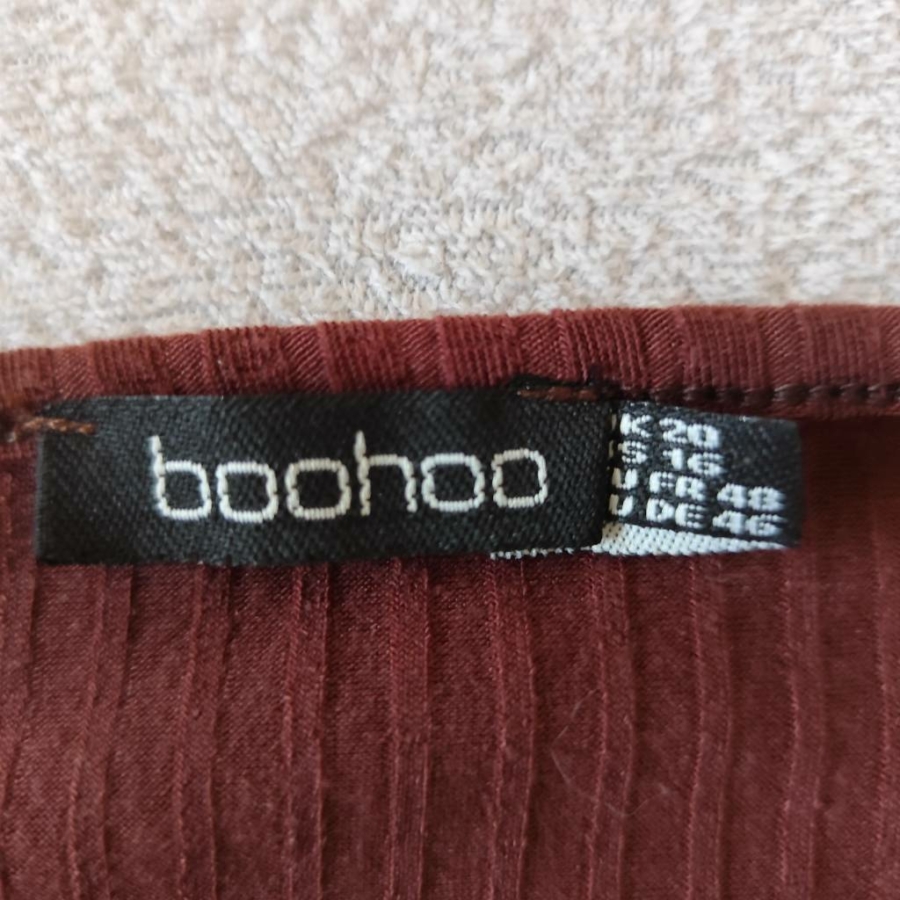 boohoo
K 20
S 16
U FR 48
U DE 46